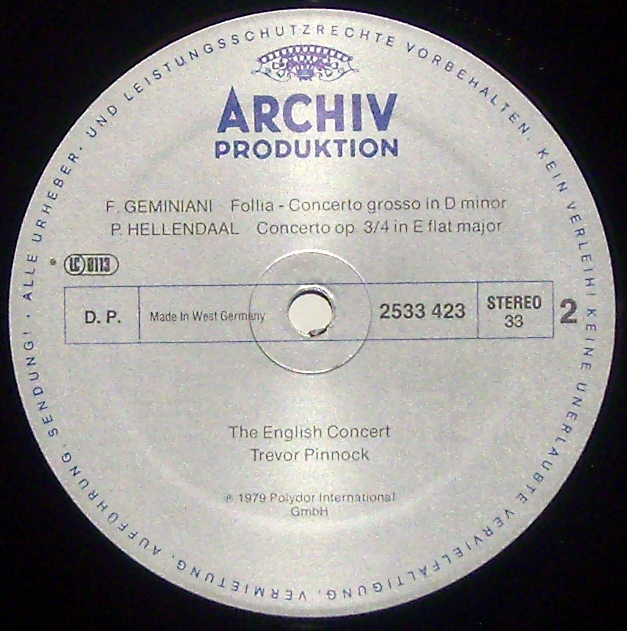 ALLE URHEBER- UND LEISTUNGSSCHUTZRECHTE VORBEHALTEN. KEIN VERLEIH! KEINE UNERLAUBTE VERVIELFÄLTIGUNG, VERMIETUNG, AUFFÜHRUNG, SENDUNG! ·
ARCHIV
PRODUKTION
F. GEMINIANI Follia - Concerto grosso in D minor
P. HELLENDAAL Concerto op. 3/4 in E flat major
LC 0113
D. P.
Made In West Germany
2533 423
STEREO
33
2
The English Concert
Trevor Pinnock
℗ 1979 Polydor International
GmbH